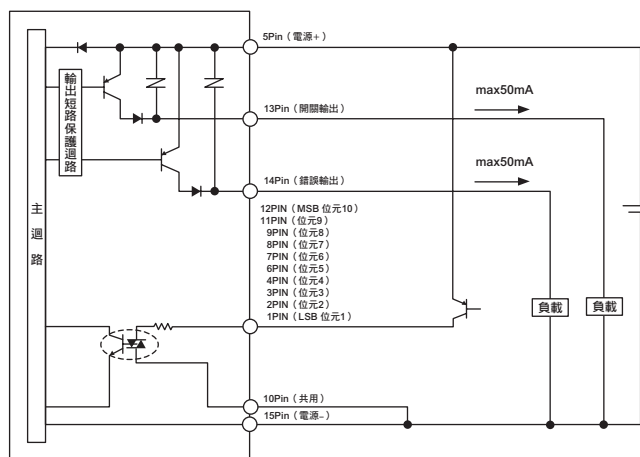 5Pin（電源+）
輸出短路保護迴路
13Pin（開關輸出）
max50mA
max50mA
14Pin（錯誤輸出）
主迴路
12PIN（MSB 位元10）
11PIN（位元9）
9PIN（位元8）
8PIN（位元7）
7PIN（位元6）
6PIN（位元5）
4PIN（位元4）
3PIN（位元3）
2PIN（位元2）
1PIN（LSB 位元1）
負載
負載
10Pin（共用）
15Pin（電源–）